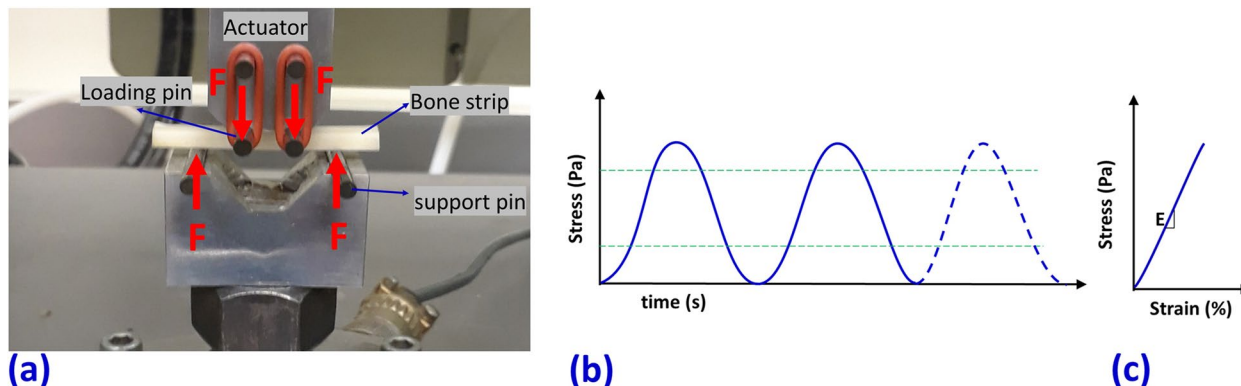 Actuator
F
F
Loading pin
Bone strip
support pin
F
F
(a)
Stress (Pa)
time (s)
(b)
Stress (Pa)
E
Strain (%)
(c)